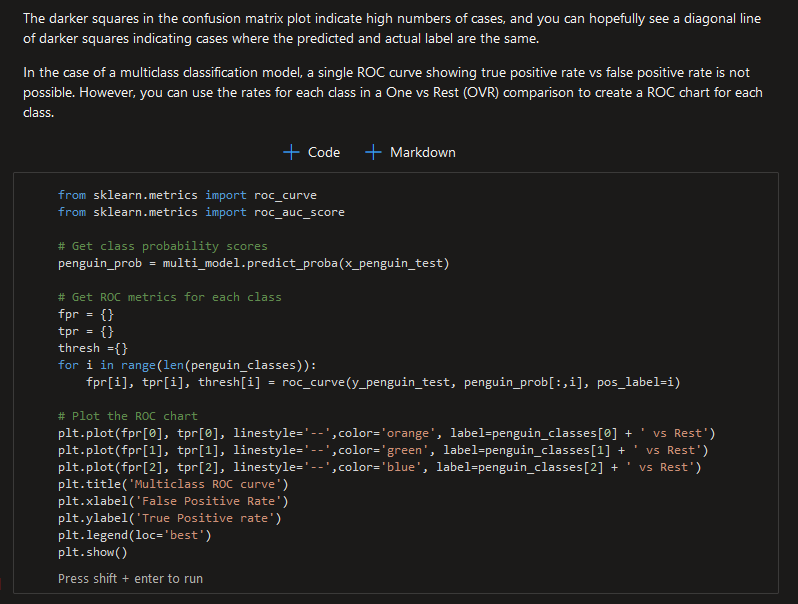 The darker squares in the confusion matrix plot indicate high numbers of cases, and you can hopefully see a diagonal line
of darker squares indicating cases where the predicted and actual label are the same.
In the case of a multiclass classification model, a single ROC curve showing true positive rate vs false positive rate is not
possible. However, you can use the rates for each class in a One vs Rest (OVR) comparison to create a ROC chart for each
class.
+ Code + Markdown
from sklearn.metrics import roc_curve
from sklearn.metrics import roc_auc_score
# Get class probability scores
penguin_prob = multi_model.predict_proba(x_penguin_test)
# Get ROC metrics for each class
fpr = {}
tpr = {}
thresh ={}
for i in range(len(penguin_classes)):
    fpr[i], tpr[i], thresh[i] = roc_curve(y_penguin_test, penguin_prob[:,i], pos_label=i)
# Plot the ROC chart
plt.plot(fpr[0], tpr[0], linestyle='--',color='orange', label=penguin_classes[0] + ' vs Rest')
plt.plot(fpr[1], tpr[1], linestyle='--',color='green', label=penguin_classes[1] + ' vs Rest')
plt.plot(fpr[2], tpr[2], linestyle='--',color='blue', label=penguin_classes[2] + ' vs Rest')
plt.title('Multiclass ROC curve')
plt.xlabel('False Positive Rate')
plt.ylabel('True Positive rate')
plt.legend(loc='best')
plt.show()
Press shift + enter to run